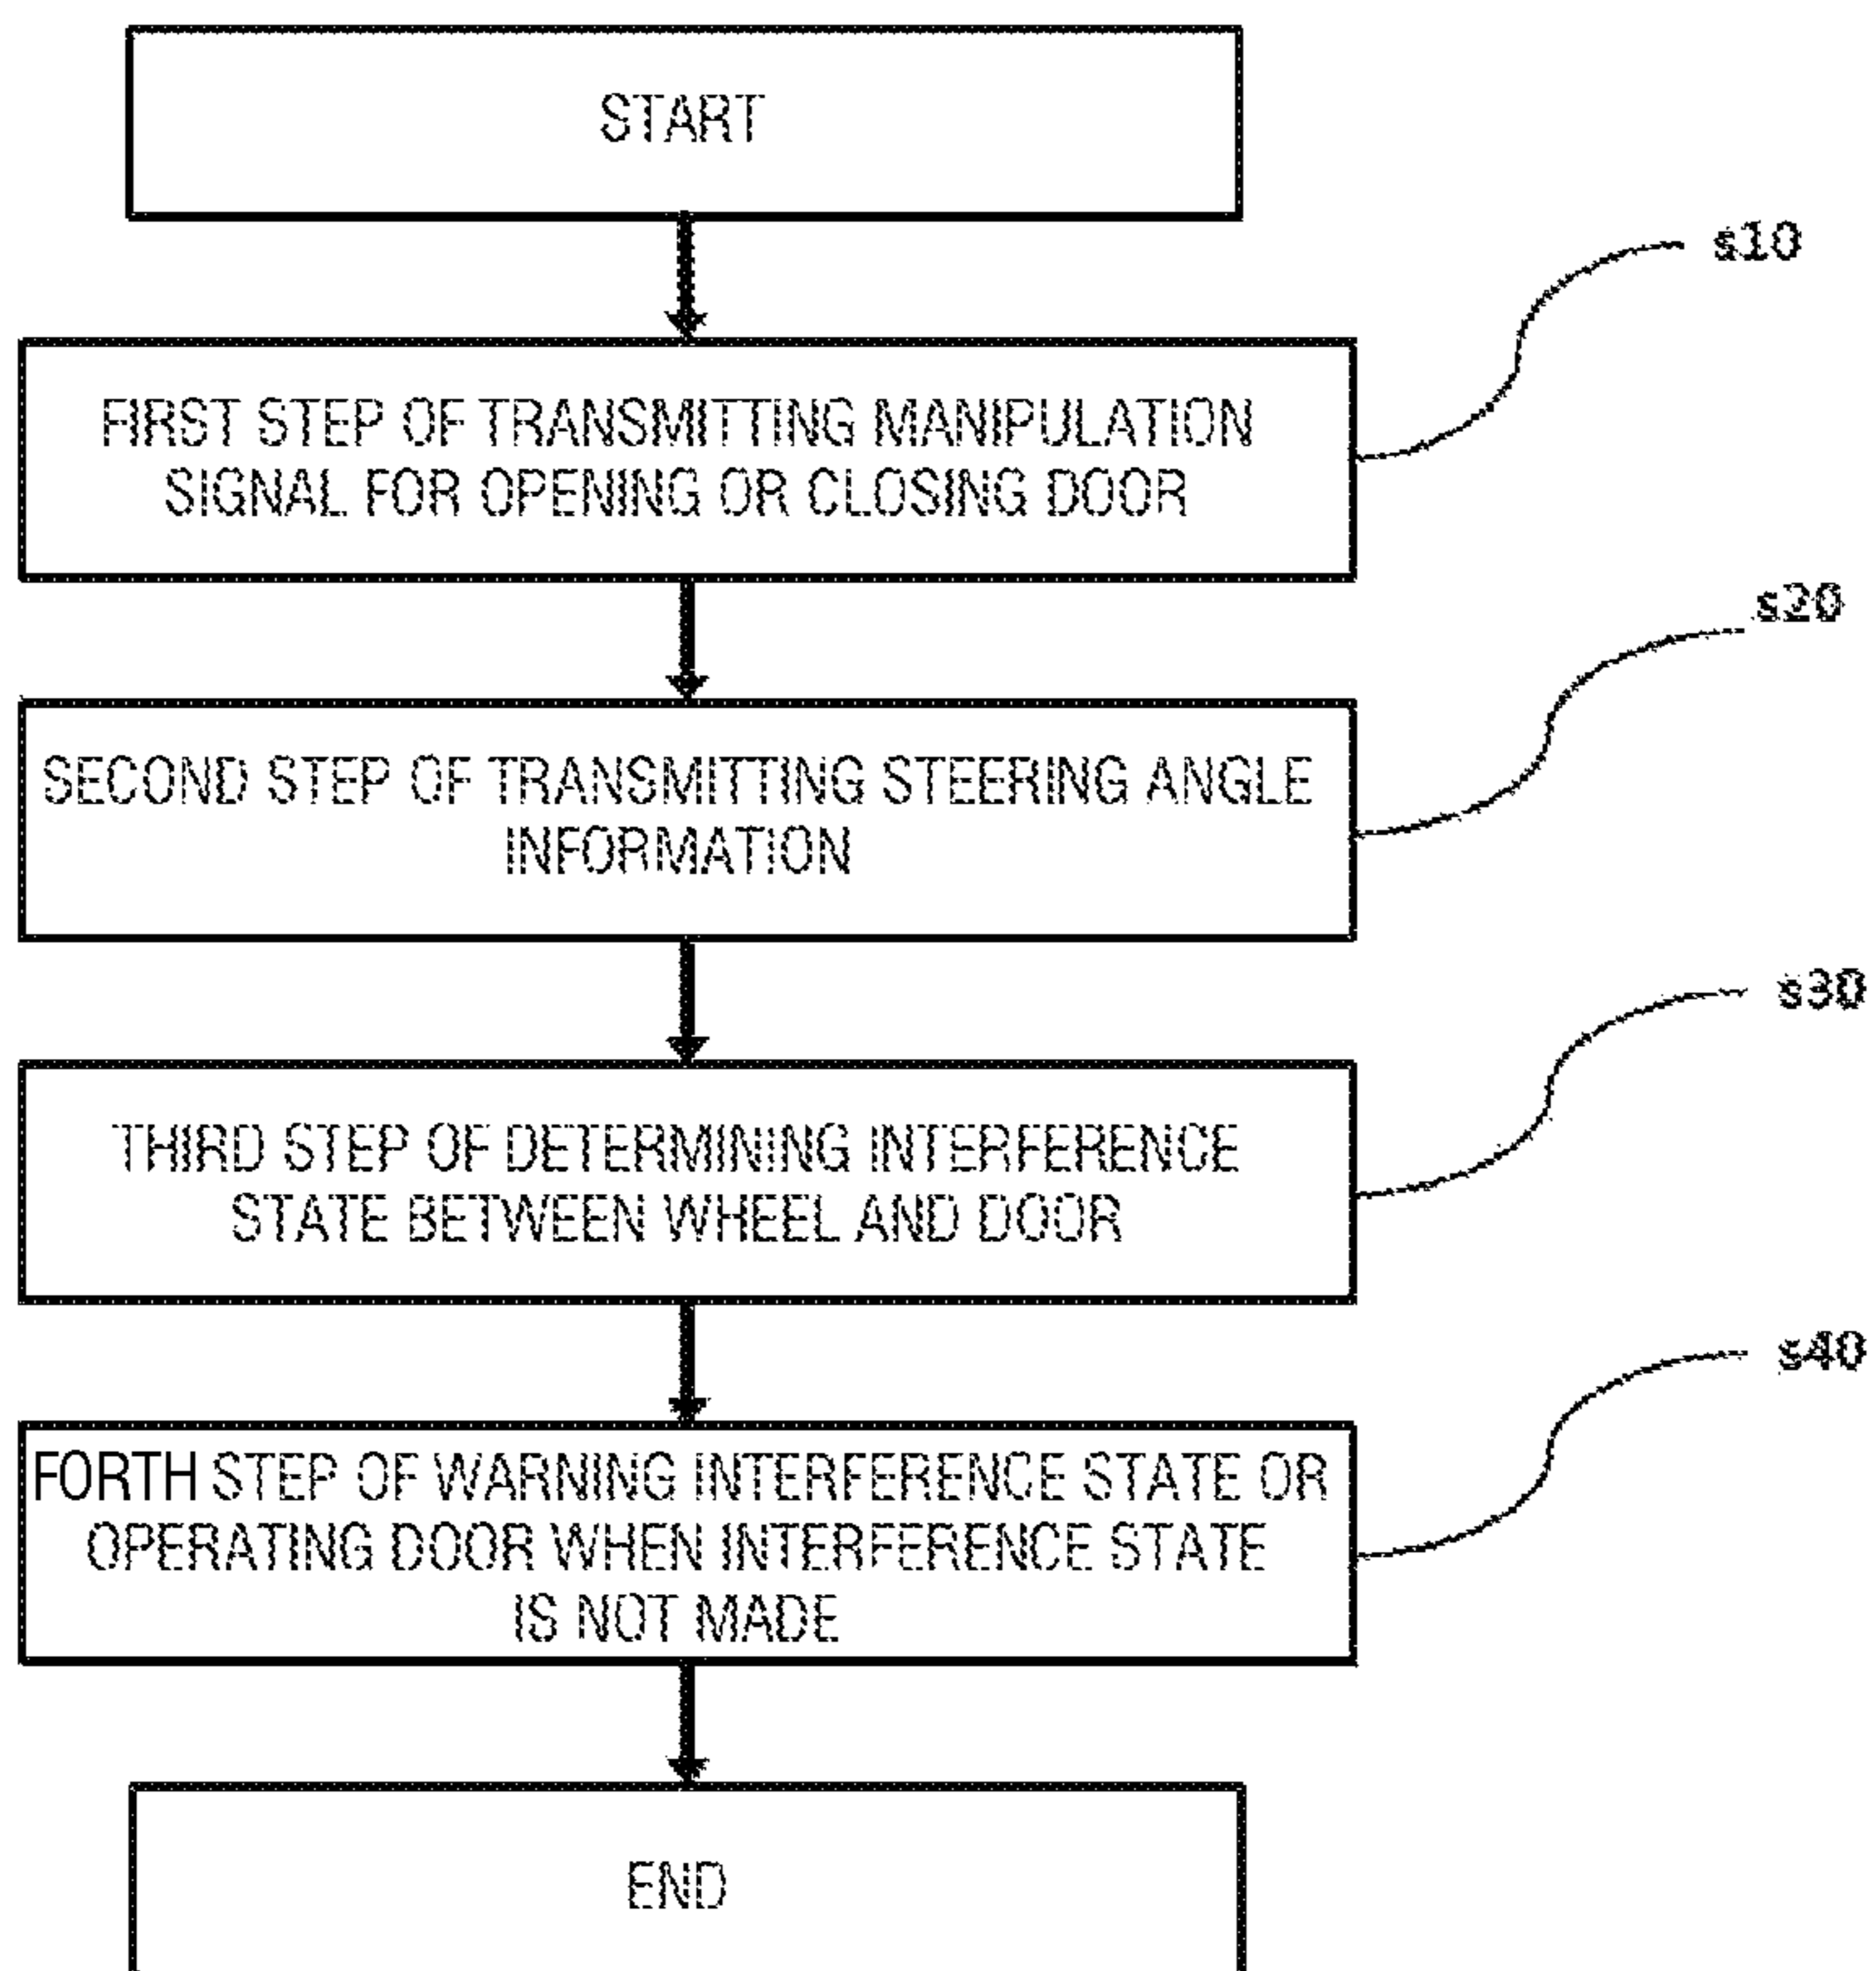 START
s10
FIRST STEP OF TRANSMITTING MANIPULATION
SIGNAL FOR OPENING OR CLOSING DOOR
s20
SECOND STEP OF TRANSMITTING STEERING ANGLE
INFORMATION
s30
THIRD STEP OF DETERMINING INTERFERENCE
STATE BETWEEN WHEEL AND DOOR
s40
FORTH STEP OF WARNING INTERFERENCE STATE OR
OPERATING DOOR WHEN INTERFERENCE STATE
IS NOT MADE
END